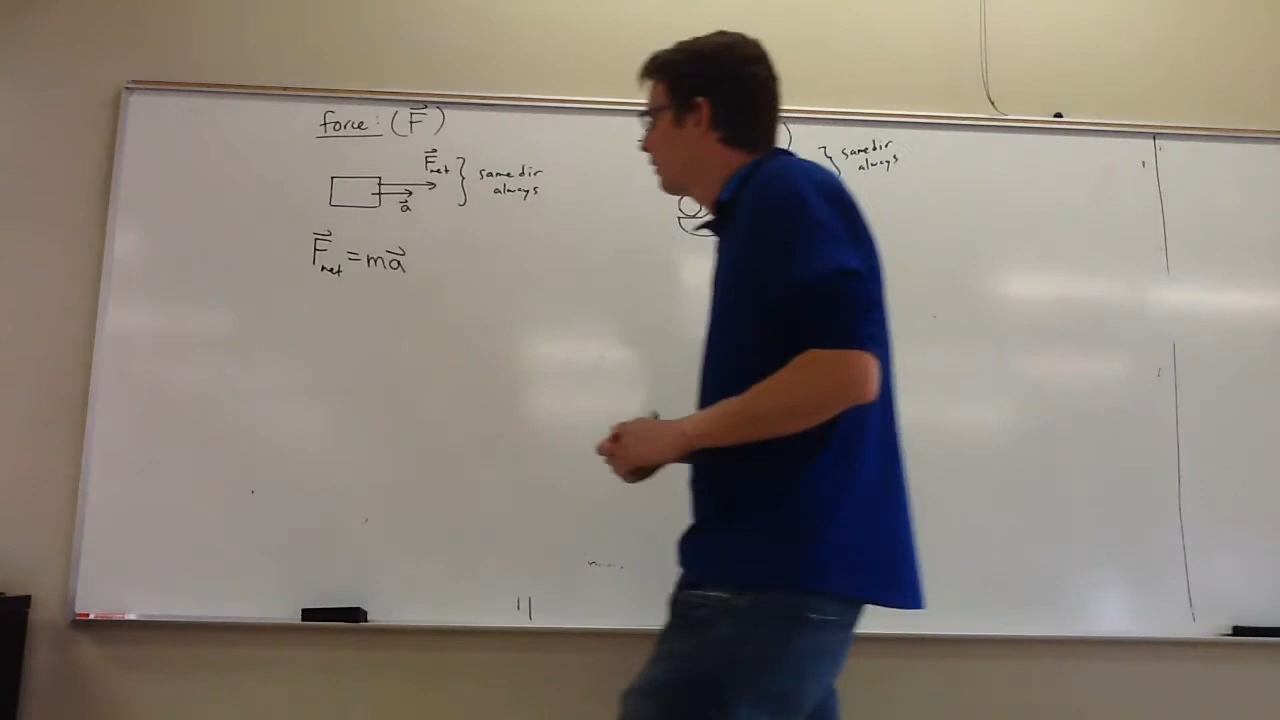 force: (F⃗)
F⃗net } same dir
always
a⃗
F⃗net = ma⃗
) } same dir
always